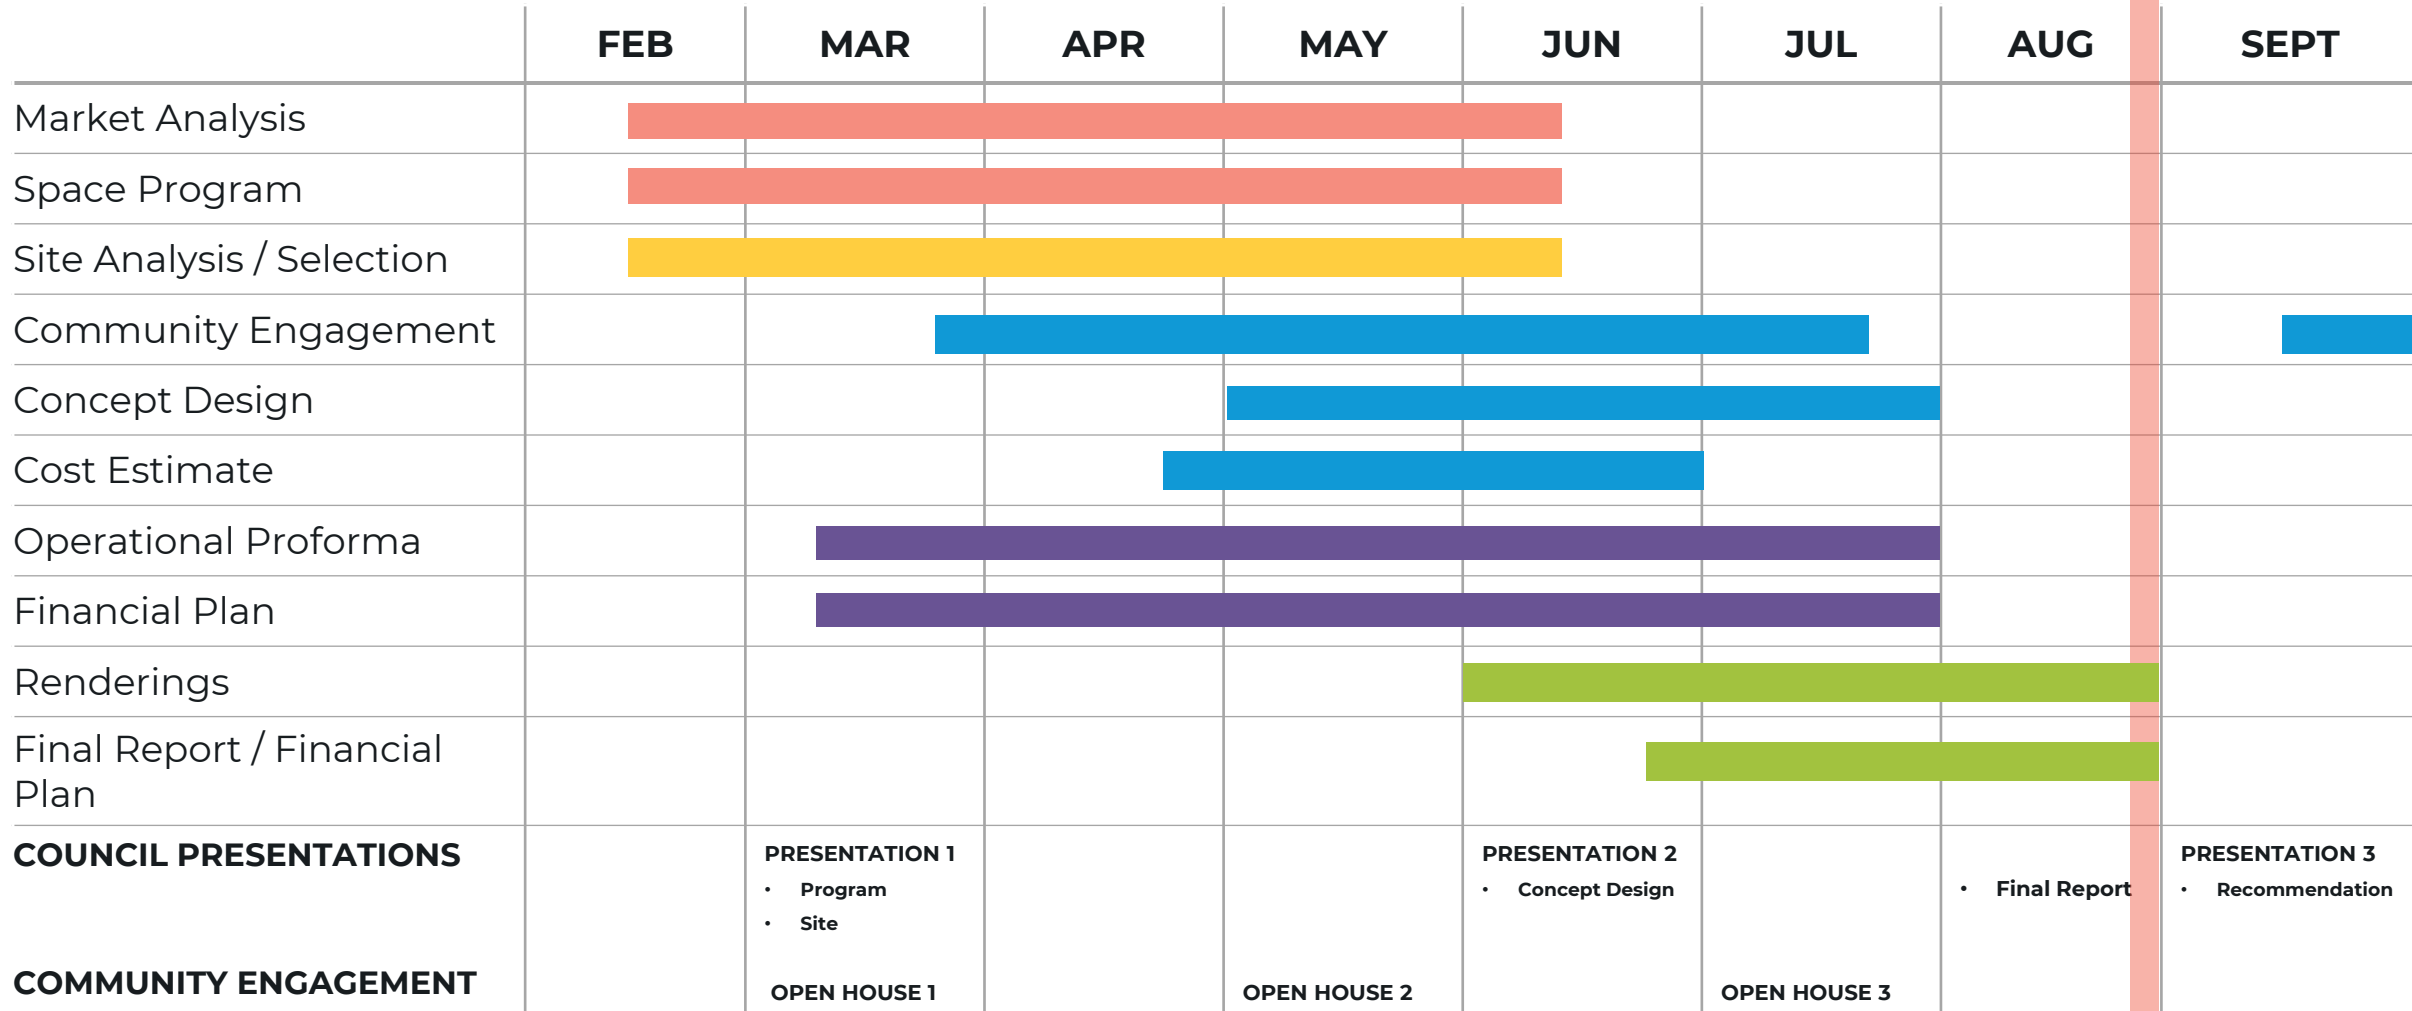 FEB MAR APR MAY JUN JUL AUG SEPT
Market Analysis
Space Program
Site Analysis / Selection
Community Engagement
Concept Design
Cost Estimate
Operational Proforma
Financial Plan
Renderings
Final Report / Financial
Plan
COUNCIL PRESENTATIONS
PRESENTATION 1
• Program
• Site
PRESENTATION 2
• Concept Design
• Final Report
PRESENTATION 3
• Recommendation
COMMUNITY ENGAGEMENT
OPEN HOUSE 1
OPEN HOUSE 2
OPEN HOUSE 3